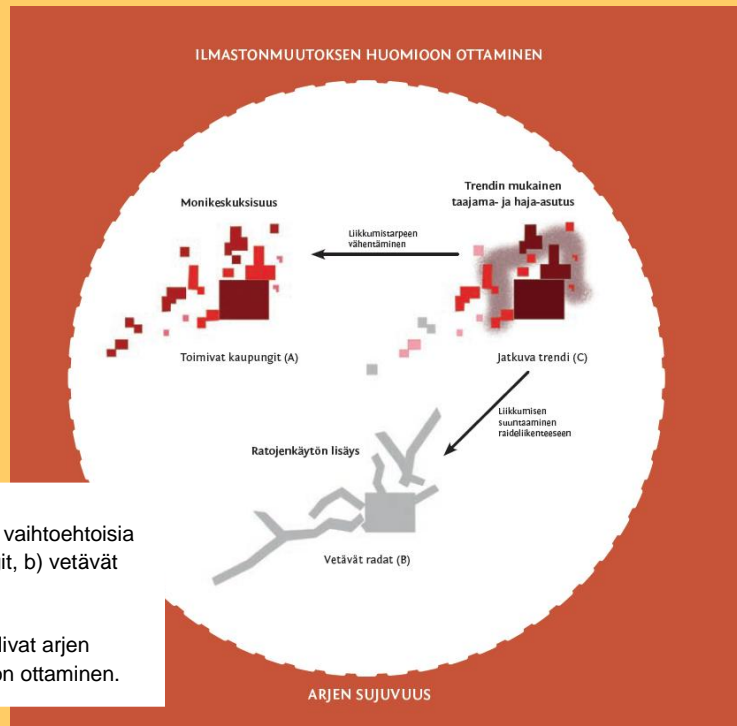 ILMASTONMUUTOKSEN HUOMIOON OTTAMINEN
Monikeskuksisuus
Trendin mukainen
taajama- ja haja-asutus
Liikkumistarpeen
vähentäminen
Toimivat kaupungit (A)
Jatkuva trendi (C)
Liikkumisen
suuntaaminen
raideliikenteeseen
Ratojenkäytön lisäys
Vetävät radat (B)
vaihtoehtoisia
git, b) vetävät
livat arjen
on ottaminen.
ARJEN SUJUVUUS